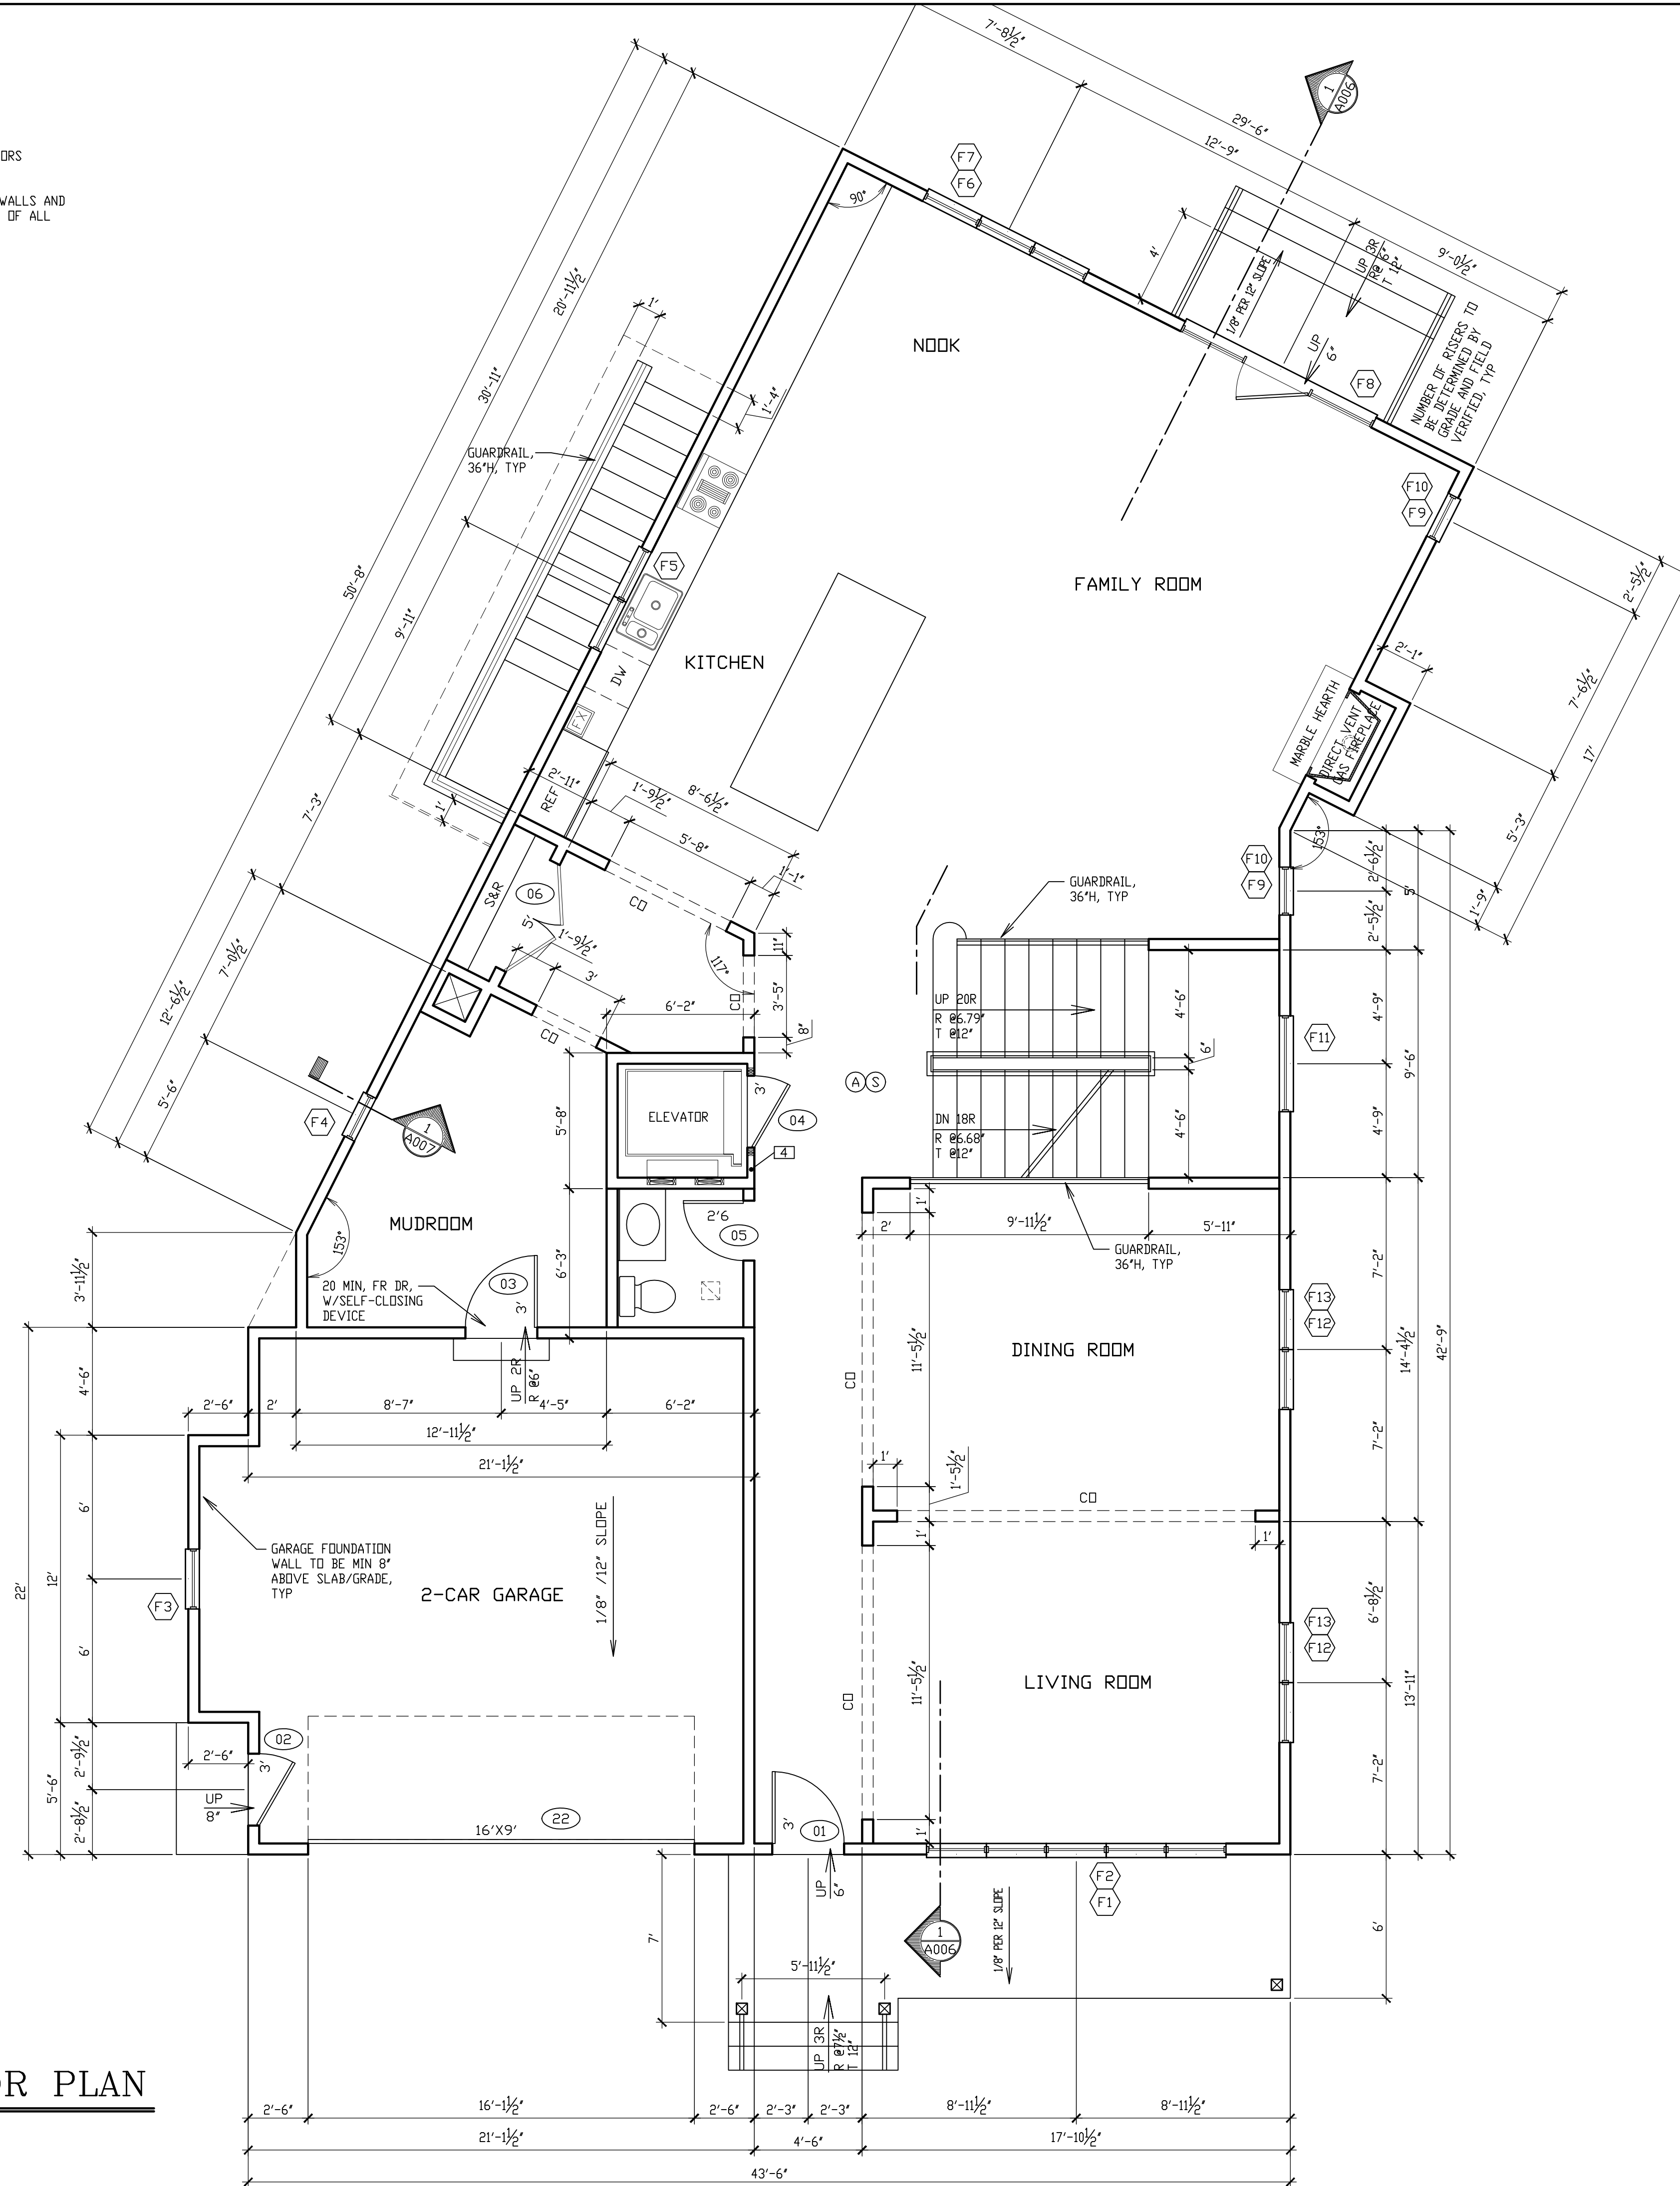 ORS
WALLS AND
OF ALL
7'-8½"
29'-6"
12'-9"
9'-0½"
1
A006
F7
F6
90°
4'
1/8" PER 12" SLOPE
UP 3R
R@ 6"
T 12"
UP
6"
F8
NUMBER OF RISERS TO
BE DETERMINED BY
GRADE AND FIELD
VERIFIED, TYP
NOOK
20'-11½"
30'-11"
50'-8"
9'-11"
7'-3"
7'-0½"
12'-6½"
5'-6"
1'
1'-4"
GUARDRAIL,
36"H, TYP
F10
F9
F5
FAMILY ROOM
KITCHEN
DW
FX
REF
2'-11"
1'-9½"
8'-6½"
5'-8"
1'-1"
1'
MARBLE HEARTH
DIRECT VENT
GAS FIREPLACE
2'-1"
2'-5½"
7'-6½"
17'
5'-3"
1'-9"
153°
S&R
06
5'
CO
1'-9½"
3'
CO
117°
11"
3'-5"
CO
8"
6'-2"
GUARDRAIL,
36"H, TYP
F10
F9
2'-6½"
5'
2'-5½"
UP 20R
R @6.79"
T @12"
4'-6"
6"
4'-6"
DN 18R
R @6.68"
T @12"
F11
4'-9"
9'-6"
4'-9"
A
S
ELEVATOR
3'
04
4
5'-8"
F4
1
A007
MUDROOM
153°
2'6
05
6'-3"
03
3'
20 MIN, FR DR,
W/SELF-CLOSING
DEVICE
UP 2R
R @6"
1'
2'
9'-11½"
5'-11"
GUARDRAIL,
36"H, TYP
DINING ROOM
F13
F12
7'-2"
14'-4½"
42'-9"
7'-2"
11'-5½"
CO
1'
1'-5½"
CO
1'
1'
3'-11½"
4'-6"
22'
12'
6'
6'
5'-6"
2'-9½"
2'-8½"
2'-6"
2'
8'-7"
4'-5"
6'-2"
12'-11½"
21'-1½"
GARAGE FOUNDATION
WALL TO BE MIN 8"
ABOVE SLAB/GRADE,
TYP
F3
2-CAR GARAGE
1/8" /12" SLOPE
LIVING ROOM
F13
F12
6'-8½"
13'-11"
7'-2"
11'-5½"
CO
1'
2'-6"
02
3'
UP
8"
16'X9'
22
3'
01
UP
6"
F2
F1
7'
1
A006
1/8" PER 12" SLOPE
6'
5'-11½"
UP 3R
R @7½"
T 12"
OR PLAN
2'-6"
16'-1½"
2'-6"
2'-3"
2'-3"
8'-11½"
8'-11½"
21'-1½"
4'-6"
17'-10½"
43'-6"